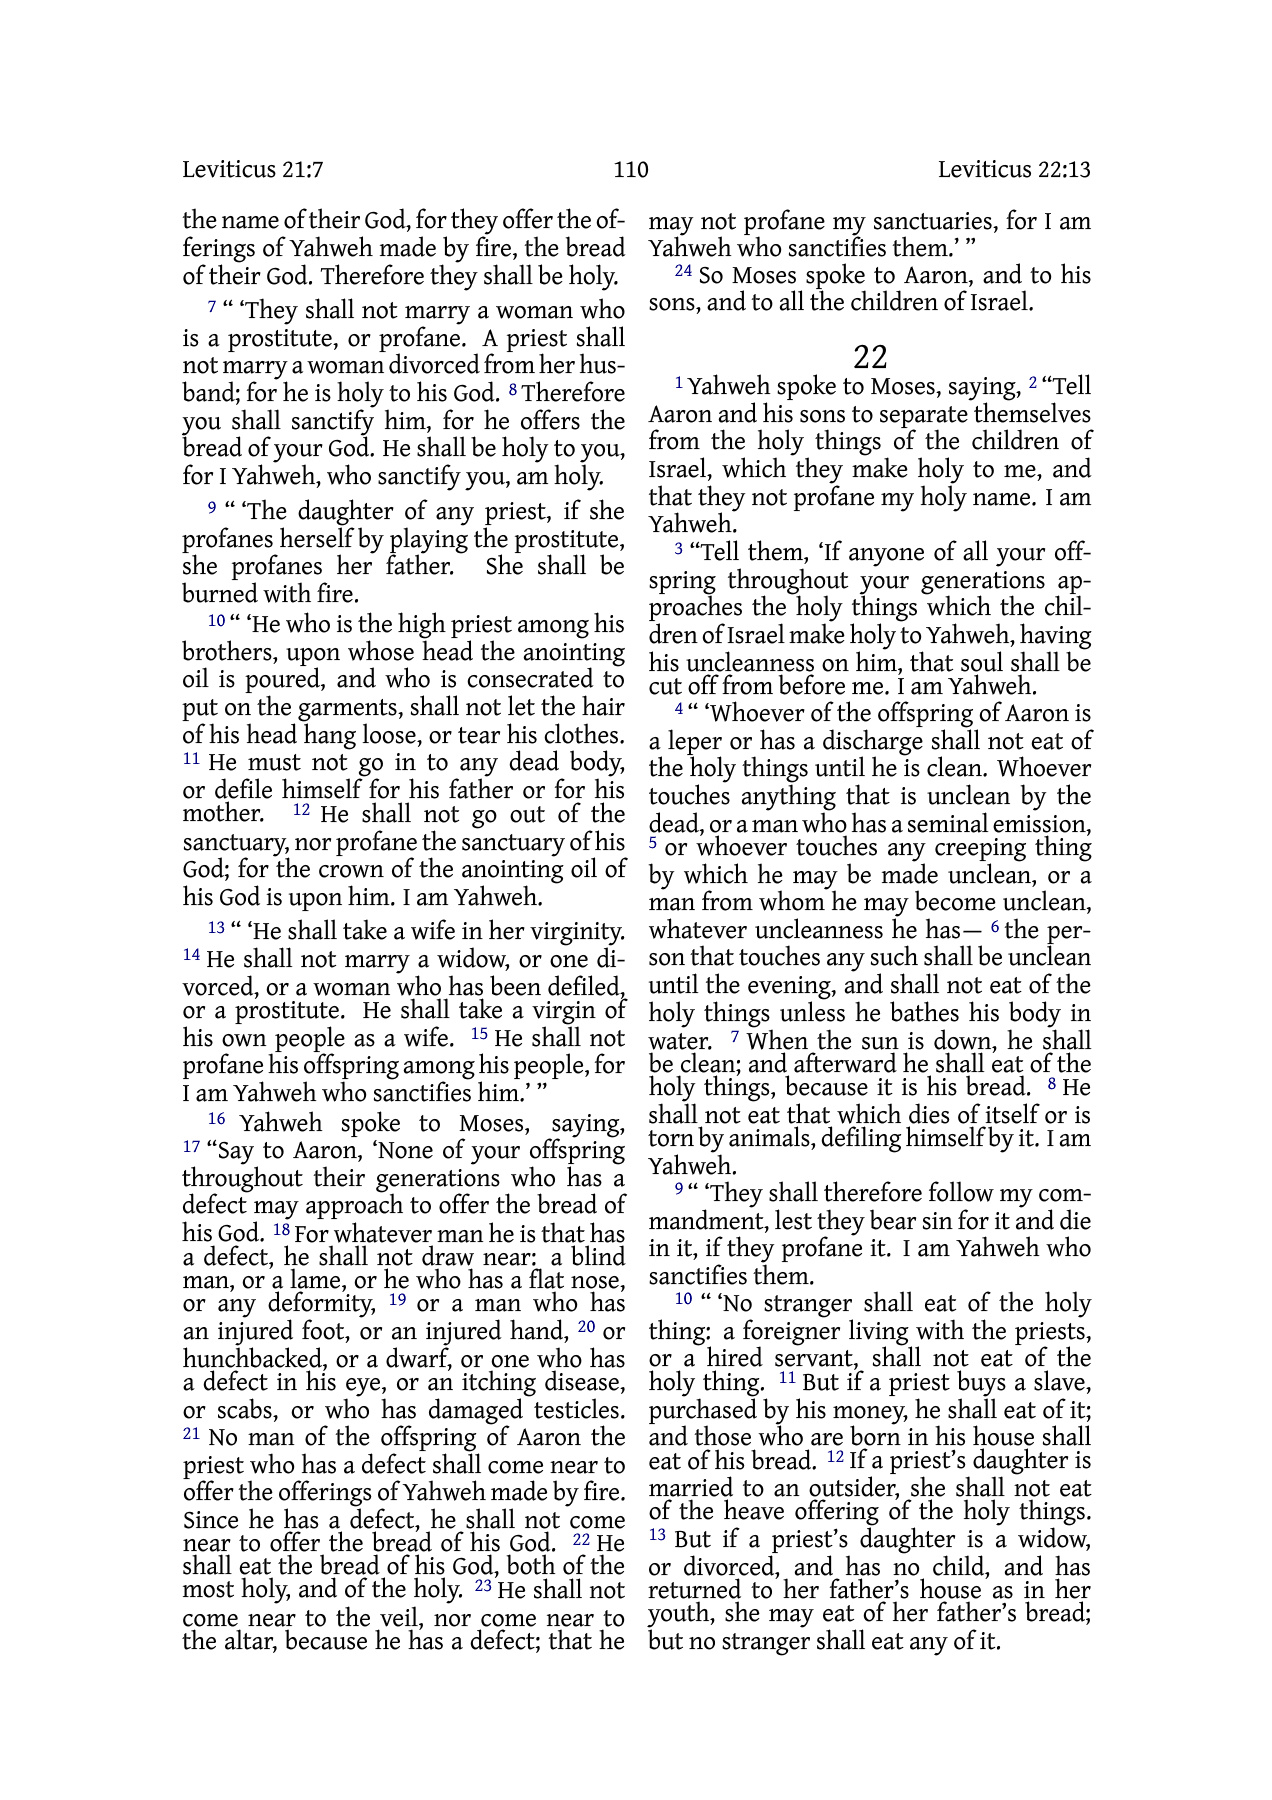 Leviticus 21:7 110 Leviticus 22:13
the name of their God, for they offer the of-
ferings of Yahweh made by fire, the bread
of their God. Therefore they shall be holy.
7 “ ‘They shall not marry a woman who
is a prostitute, or profane. A priest shall
not marry a woman divorced from her hus-
band; for he is holy to his God. 8 Therefore
you shall sanctify him, for he offers the
bread of your God. He shall be holy to you,
for I Yahweh, who sanctify you, am holy.
9 “ ‘The daughter of any priest, if she
profanes herself by playing the prostitute,
she profanes her father. She shall be
burned with fire.
10 “ ‘He who is the high priest among his
brothers, upon whose head the anointing
oil is poured, and who is consecrated to
put on the garments, shall not let the hair
of his head hang loose, or tear his clothes.
11 He must not go in to any dead body,
or defile himself for his father or for his
mother. 12 He shall not go out of the
sanctuary, nor profane the sanctuary of his
God; for the crown of the anointing oil of
his God is upon him. I am Yahweh.
13 “ ‘He shall take a wife in her virginity.
14 He shall not marry a widow, or one di-
vorced, or a woman who has been defiled,
or a prostitute. He shall take a virgin of
his own people as a wife. 15 He shall not
profane his offspring among his people, for
I am Yahweh who sanctifies him.’ ”
16 Yahweh spoke to Moses, saying,
17 “Say to Aaron, ‘None of your offspring
throughout their generations who has a
defect may approach to offer the bread of
his God. 18 For whatever man he is that has
a defect, he shall not draw near: a blind
man, or a lame, or he who has a flat nose,
or any deformity, 19 or a man who has
an injured foot, or an injured hand, 20 or
hunchbacked, or a dwarf, or one who has
a defect in his eye, or an itching disease,
or scabs, or who has damaged testicles.
21 No man of the offspring of Aaron the
priest who has a defect shall come near to
offer the offerings of Yahweh made by fire.
Since he has a defect, he shall not come
near to offer the bread of his God. 22 He
shall eat the bread of his God, both of the
most holy, and of the holy. 23 He shall not
come near to the veil, nor come near to
the altar, because he has a defect; that he
may not profane my sanctuaries, for I am
Yahweh who sanctifies them.’ ”
24 So Moses spoke to Aaron, and to his
sons, and to all the children of Israel.
22
1 Yahweh spoke to Moses, saying, 2 “Tell
Aaron and his sons to separate themselves
from the holy things of the children of
Israel, which they make holy to me, and
that they not profane my holy name. I am
Yahweh.
3 “Tell them, ‘If anyone of all your off-
spring throughout your generations ap-
proaches the holy things which the chil-
dren of Israel make holy to Yahweh, having
his uncleanness on him, that soul shall be
cut off from before me. I am Yahweh.
4 “ ‘Whoever of the offspring of Aaron is
a leper or has a discharge shall not eat of
the holy things until he is clean. Whoever
touches anything that is unclean by the
dead, or a man who has a seminal emission,
5 or whoever touches any creeping thing
by which he may be made unclean, or a
man from whom he may become unclean,
whatever uncleanness he has— 6 the per-
son that touches any such shall be unclean
until the evening, and shall not eat of the
holy things unless he bathes his body in
water. 7 When the sun is down, he shall
be clean; and afterward he shall eat of the
holy things, because it is his bread. 8 He
shall not eat that which dies of itself or is
torn by animals, defiling himself by it. I am
Yahweh.
9 “ ‘They shall therefore follow my com-
mandment, lest they bear sin for it and die
in it, if they profane it. I am Yahweh who
sanctifies them.
10 “ ‘No stranger shall eat of the holy
thing: a foreigner living with the priests,
or a hired servant, shall not eat of the
holy thing. 11 But if a priest buys a slave,
purchased by his money, he shall eat of it;
and those who are born in his house shall
eat of his bread. 12 If a priest’s daughter is
married to an outsider, she shall not eat
of the heave offering of the holy things.
13 But if a priest’s daughter is a widow,
or divorced, and has no child, and has
returned to her father’s house as in her
youth, she may eat of her father’s bread;
but no stranger shall eat any of it.